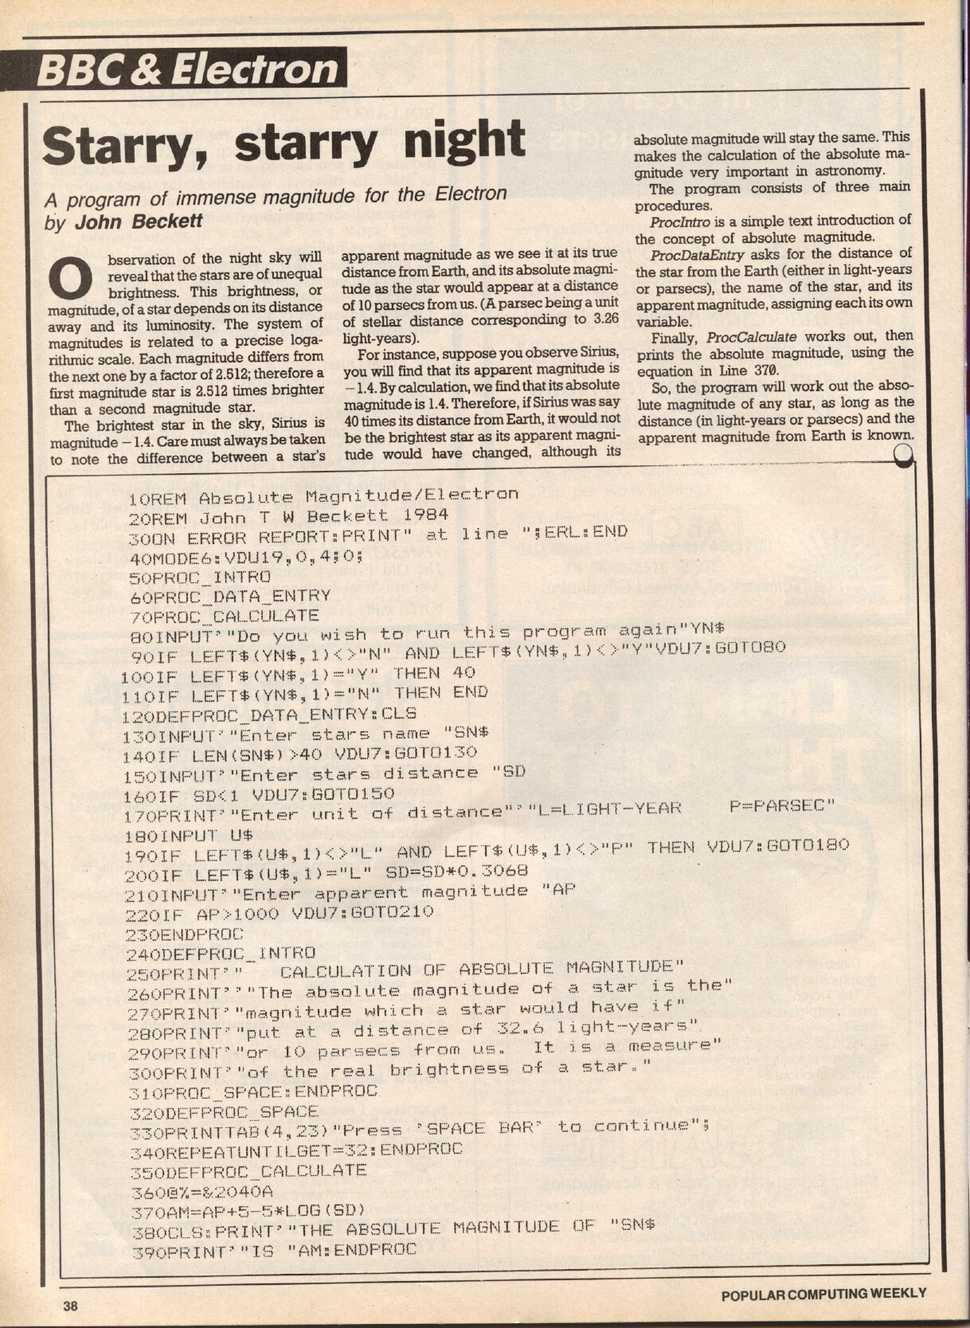 BBC & Electron
Starry, starry night
A program of immense magnitude for the Electron
by John Beckett
Observation of the night sky will
reveal that the stars are of unequal
brightness. This brightness, or
magnitude, of a star depends on its distance
away and its luminosity. The system of
magnitudes is related to a precise loga-
rithmic scale. Each magnitude differs from
the next one by a factor of 2.512; therefore a
first magnitude star is 2.512 times brighter
than a second magnitude star.
The brightest star in the sky, Sirius is
magnitude −1.4. Care must always be taken
to note the difference between a star's
apparent magnitude as we see it at its true
distance from Earth, and its absolute magni-
tude as the star would appear at a distance
of 10 parsecs from us. (A parsec being a unit
of stellar distance corresponding to 3.26
light-years).
For instance, suppose you observe Sirius,
you will find that its apparent magnitude is
−1.4. By calculation, we find that its absolute
magnitude is 1.4. Therefore, if Sirius was say
40 times its distance from Earth, it would not
be the brightest star as its apparent magni-
tude would have changed, although its
absolute magnitude will stay the same. This
makes the calculation of the absolute ma-
gnitude very important in astronomy.
The program consists of three main
procedures.
ProcIntro is a simple text introduction of
the concept of absolute magnitude.
ProcDataEntry asks for the distance of
the star from the Earth (either in light-years
or parsecs), the name of the star, and its
apparent magnitude, assigning each its own
variable.
Finally, ProcCalculate works out, then
prints the absolute magnitude, using the
equation in Line 370.
So, the program will work out the abso-
lute magnitude of any star, as long as the
distance (in light-years or parsecs) and the
apparent magnitude from Earth is known.
10REM Absolute Magnitude/Electron
20REM John T W Beckett 1984
30ON ERROR REPORT:PRINT" at line ";ERL:END
40MODE6:VDU19,0,4;0;
50PROC_INTRO
60PROC_DATA_ENTRY
70PROC_CALCULATE
80INPUT'"Do you wish to run this program again"YN$
90IF LEFT$(YN$,1)<>"N" AND LEFT$(YN$,1)<>"Y"VDU7:GOTO80
100IF LEFT$(YN$,1)="Y" THEN 40
110IF LEFT$(YN$,1)="N" THEN END
120DEFPROC_DATA_ENTRY:CLS
130INPUT'"Enter stars name "SN$
140IF LEN(SN$)>40 VDU7:GOTO130
150INPUT'"Enter stars distance "SD
160IF SD<1 VDU7:GOTO150
170PRINT'"Enter unit of distance"'"L=LIGHT-YEAR    P=PARSEC"
180INPUT U$
190IF LEFT$(U$,1)<>"L" AND LEFT$(U$,1)<>"P" THEN VDU7:GOTO180
200IF LEFT$(U$,1)="L" SD=SD*0.3068
210INPUT'"Enter apparent magnitude "AP
220IF AP>1000 VDU7:GOTO210
230ENDPROC
240DEFPROC_INTRO
250PRINT'"   CALCULATION OF ABSOLUTE MAGNITUDE"
260PRINT''"The absolute magnitude of a star is the"
270PRINT'"magnitude which a star would have if"
280PRINT'"put at a distance of 32.6 light-years"
290PRINT'"or 10 parsecs from us.  It is a measure"
300PRINT'"of the real brightness of a star."
310PROC_SPACE:ENDPROC
320DEFPROC_SPACE
330PRINTTAB(4,23)"Press 'SPACE BAR' to continue";
340REPEATUNTILGET=32:ENDPROC
350DEFPROC_CALCULATE
360@%=&2040A
370AM=AP+5-5*LOG(SD)
380CLS:PRINT'"THE ABSOLUTE MAGNITUDE OF "SN$
390PRINT'"IS "AM:ENDPROC
38
POPULAR COMPUTING WEEKLY